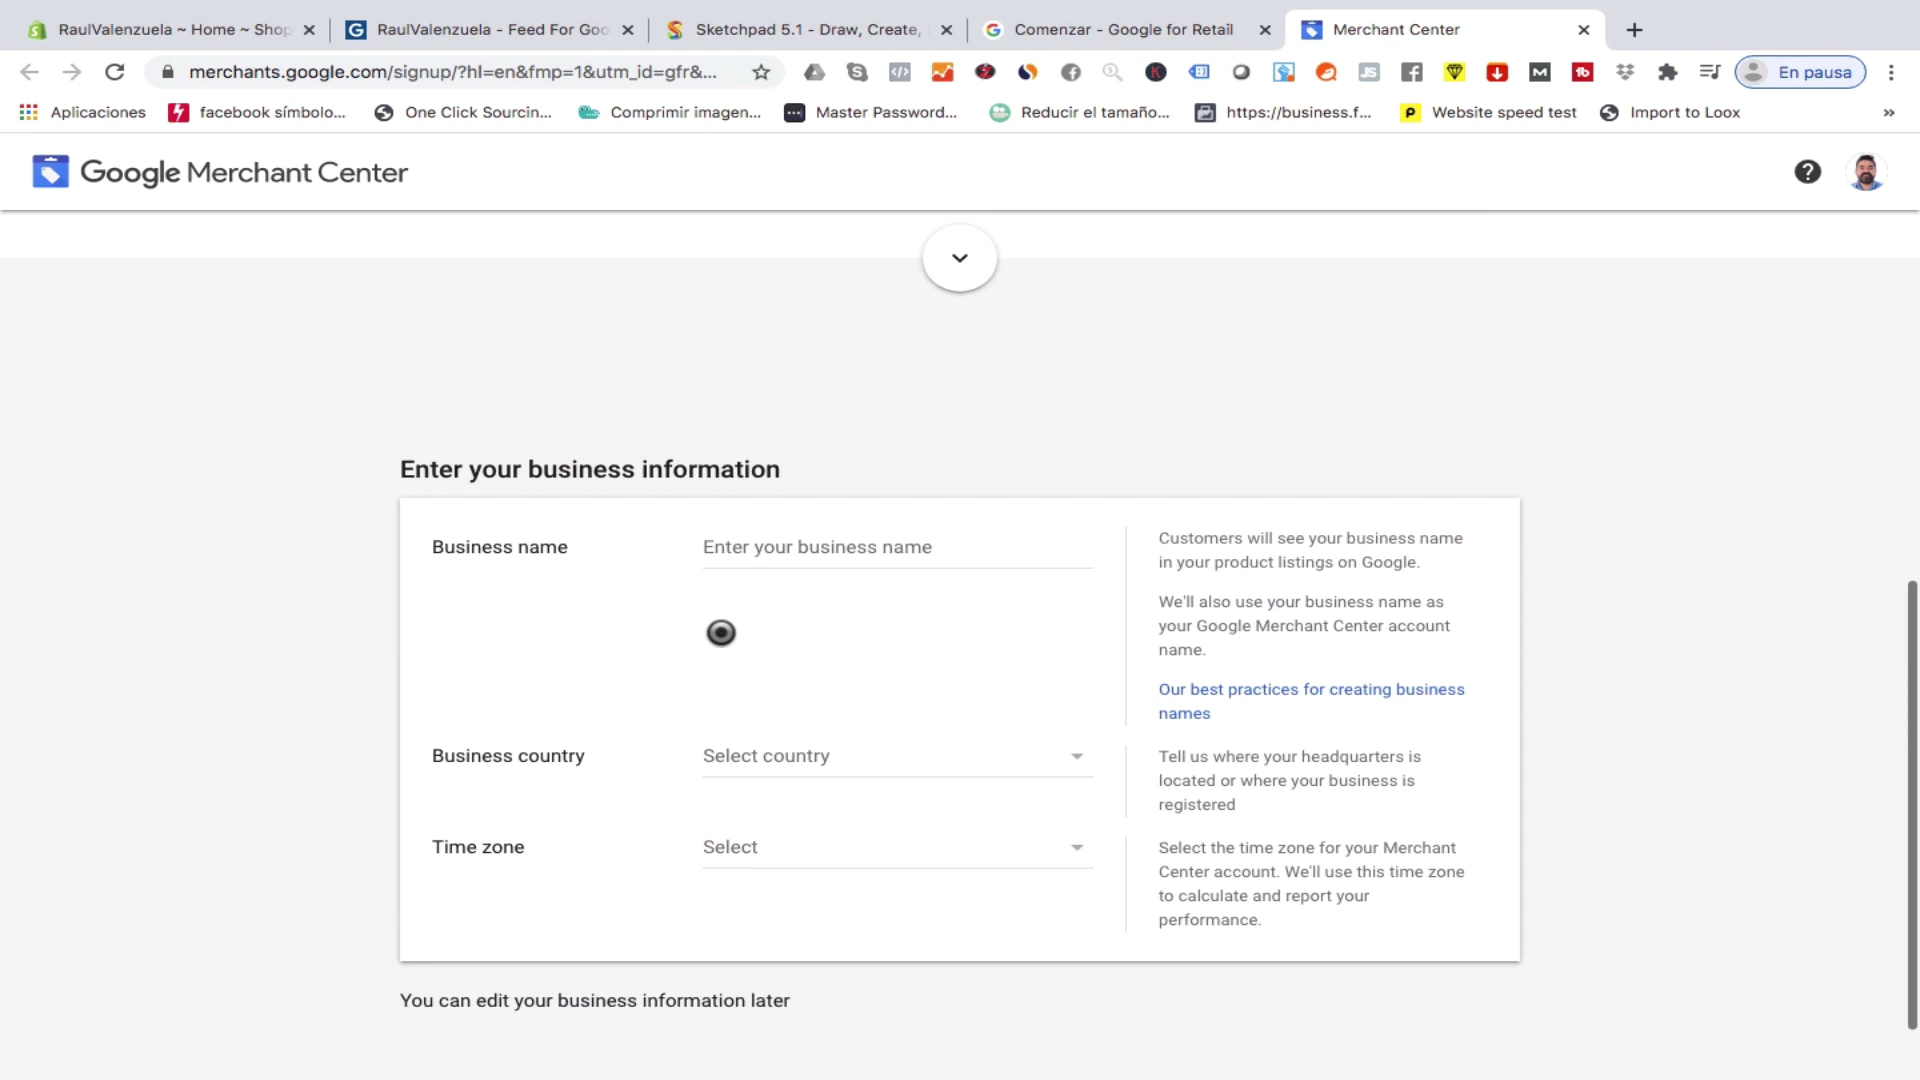 RaulValenzuela ~ Home ~ Shop
RaulValenzuela - Feed For Goo
Sketchpad 5.1 - Draw, Create,
Comenzar - Google for Retail
Merchant Center
merchants.google.com/signup/?hl=en&fmp=1&utm_id=gfr&...
En pausa
Aplicaciones
facebook símbolo...
One Click Sourcin...
Comprimir imagen...
Master Password...
Reducir el tamaño...
https://business.f...
Website speed test
Import to Loox
»
Google Merchant Center
Enter your business information
Business name
Enter your business name
Customers will see your business name
in your product listings on Google.
We'll also use your business name as
your Google Merchant Center account
name.
Our best practices for creating business
names
Business country
Select country
Tell us where your headquarters is
located or where your business is
registered
Time zone
Select
Select the time zone for your Merchant
Center account. We'll use this time zone
to calculate and report your
performance.
You can edit your business information later